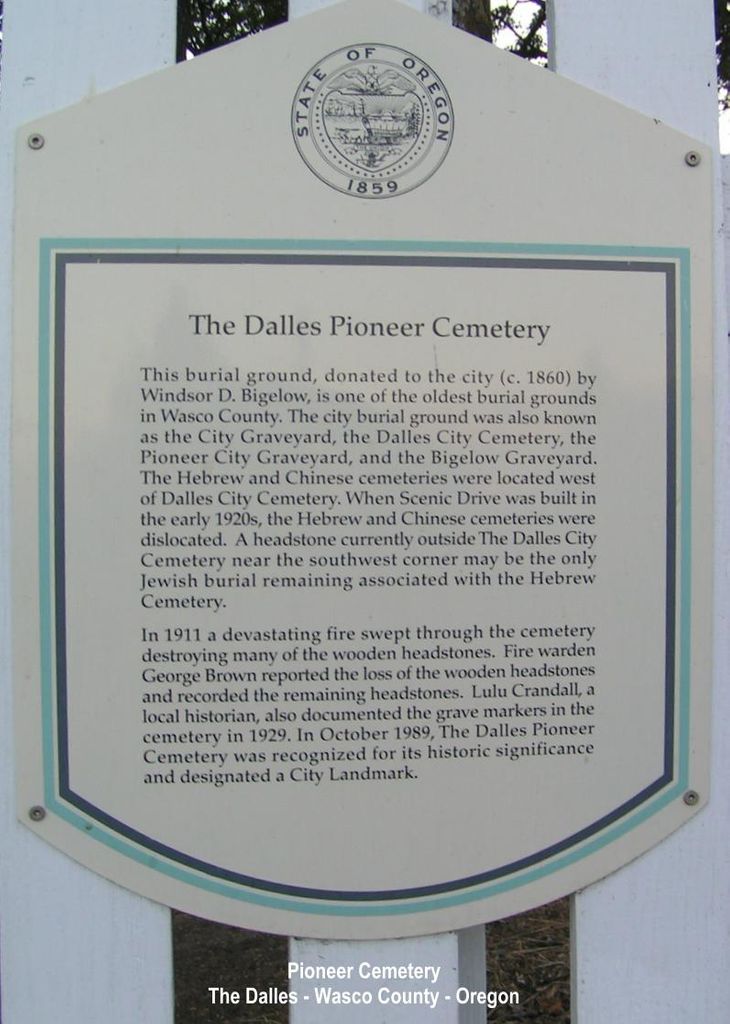 STATE OF OREGON
1859
The Dalles Pioneer Cemetery
This burial ground, donated to the city (c. 1860) by
Windsor D. Bigelow, is one of the oldest burial grounds
in Wasco County. The city burial ground was also known
as the City Graveyard, the Dalles City Cemetery, the
Pioneer City Graveyard, and the Bigelow Graveyard.
The Hebrew and Chinese cemeteries were located west
of Dalles City Cemetery. When Scenic Drive was built in
the early 1920s, the Hebrew and Chinese cemeteries were
dislocated. A headstone currently outside The Dalles City
Cemetery near the southwest corner may be the only
Jewish burial remaining associated with the Hebrew
Cemetery.
In 1911 a devastating fire swept through the cemetery
destroying many of the wooden headstones. Fire warden
George Brown reported the loss of the wooden headstones
and recorded the remaining headstones. Lulu Crandall, a
local historian, also documented the grave markers in the
cemetery in 1929. In October 1989, The Dalles Pioneer
Cemetery was recognized for its historic significance
and designated a City Landmark.
Pioneer Cemetery
The Dalles - Wasco County - Oregon